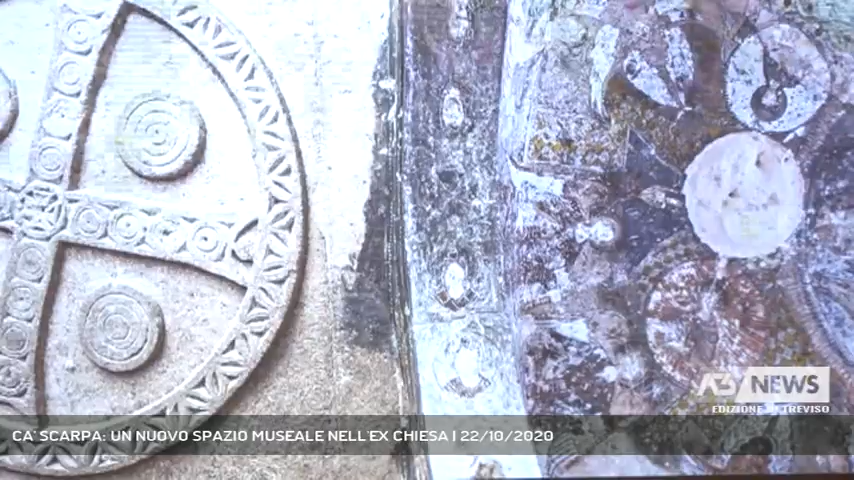 A3 NEWS
EDIZIONE DI TREVISO
CA' SCARPA: UN NUOVO SPAZIO MUSEALE NELL'EX CHIESA | 22/10/2020